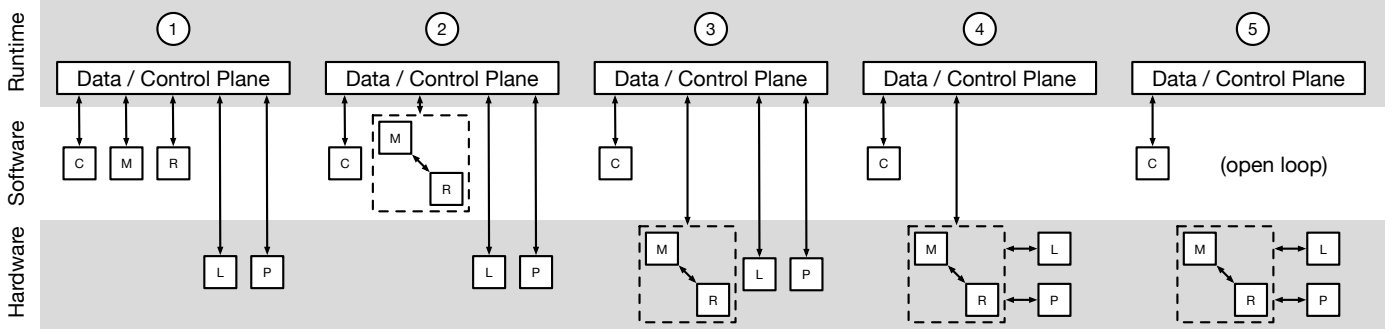 Runtime
1 2 3 4 5
Data / Control Plane Data / Control Plane Data / Control Plane Data / Control Plane Data / Control Plane
Software
C M R C M R C C C (open loop)
Hardware
L P L P M R L P M R L P M R L P